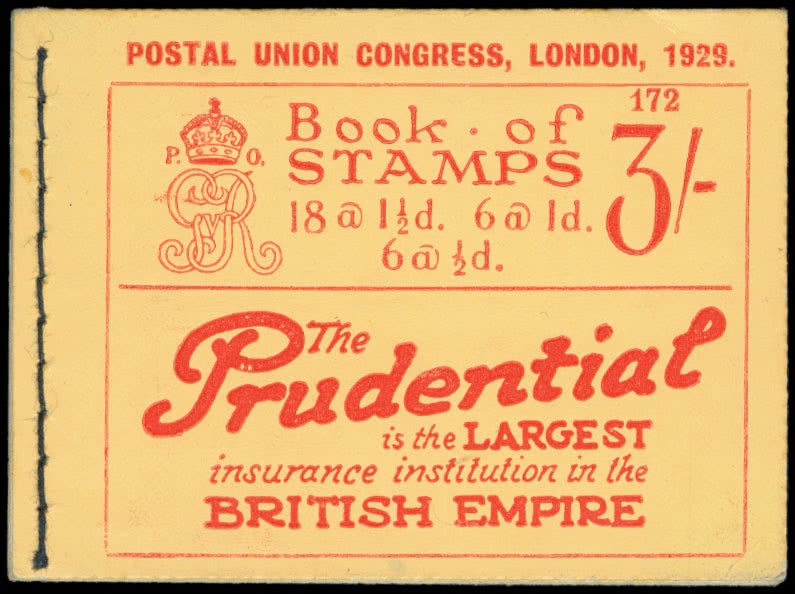 POSTAL UNION CONGRESS, LONDON, 1929.
172
P. O.
GvR
Book · of
STAMPS
3/-
18 @ 1½d. 6 @ 1d.
6 @ ½d.
The
Prudential
is the LARGEST
insurance institution in the
BRITISH EMPIRE